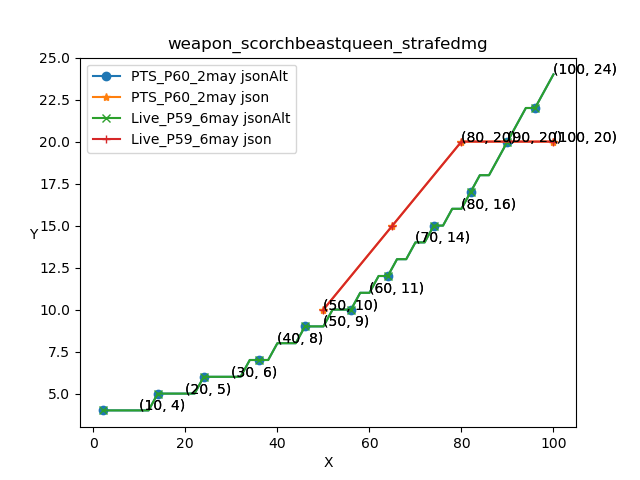 weapon_scorchbeastqueen_strafedmg
PTS_P60_2may jsonAlt
PTS_P60_2may json
Live_P59_6may jsonAlt
Live_P59_6may json
Y
25.0
22.5
20.0
17.5
15.0
12.5
10.0
7.5
5.0
(100, 24)
(80, 20)
(90, 20)
(100, 20)
(80, 16)
(70, 14)
(60, 11)
(50, 10)
(50, 9)
(40, 8)
(30, 6)
(20, 5)
(10, 4)
0 20 40 60 80 100
X